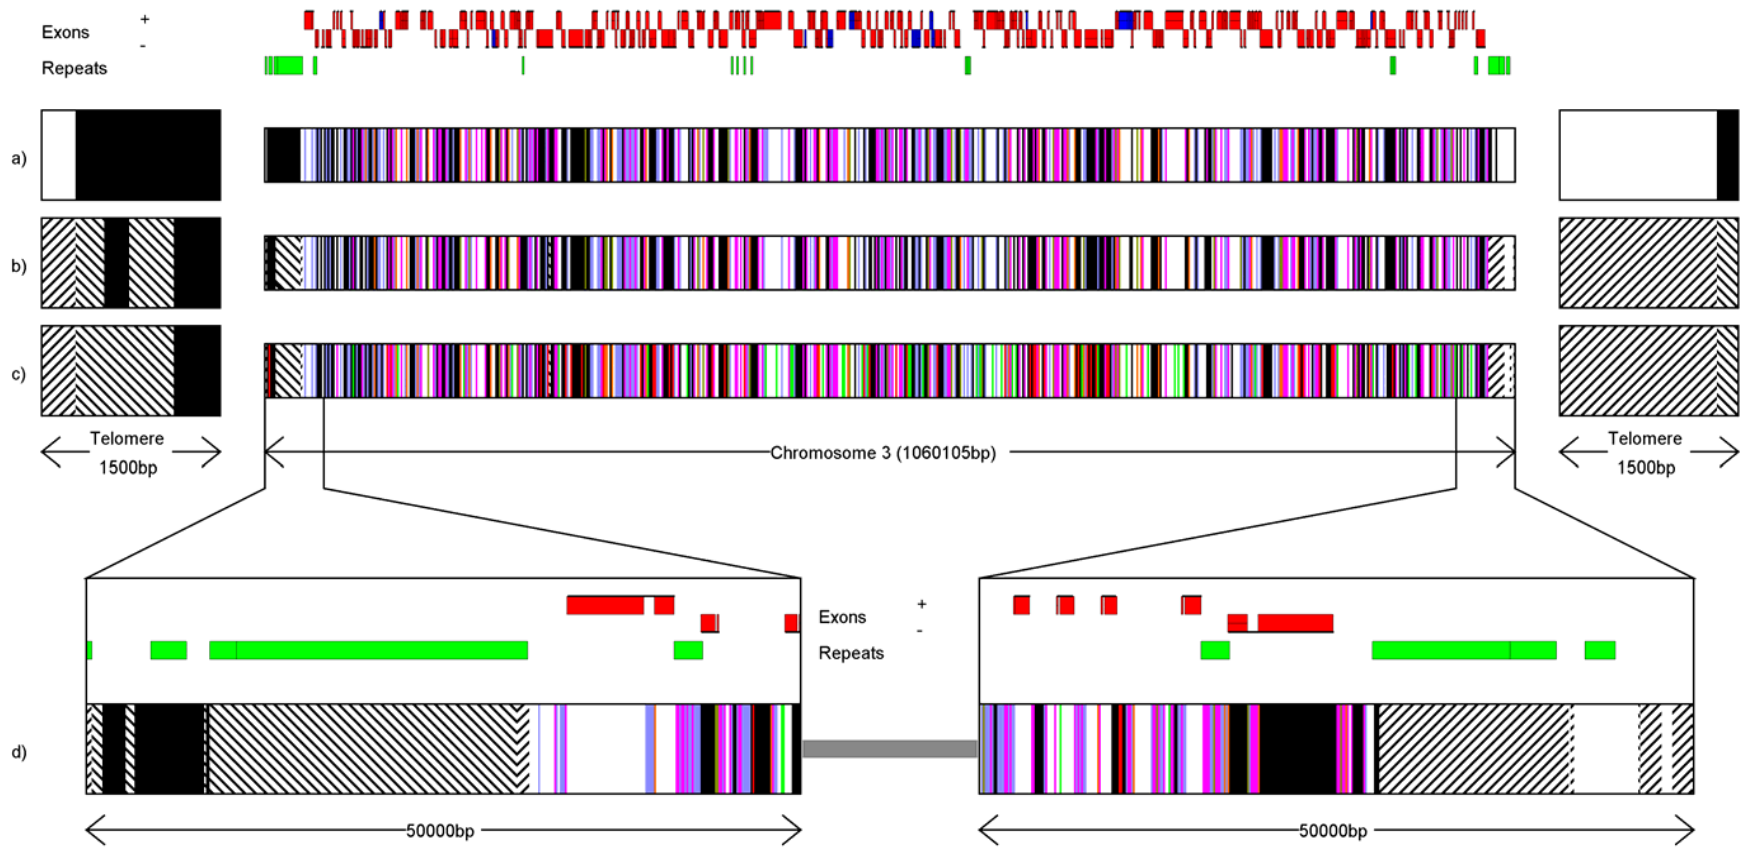 Exons
+
-
Repeats
a)
b)
c)
Telomere
1500bp
Chromosome 3 (1060105bp)
Telomere
1500bp
Exons
+
-
Repeats
d)
50000bp
50000bp